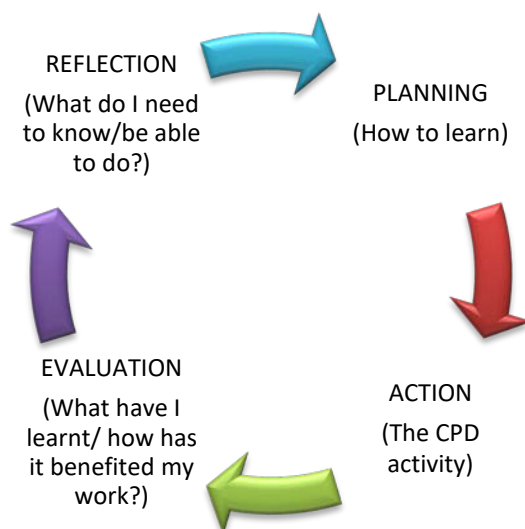 REFLECTION
(What do I need
to know/be able
to do?)
PLANNING
(How to learn)
ACTION
(The CPD
activity)
EVALUATION
(What have I
learnt/ how has
it benefited my
work?)